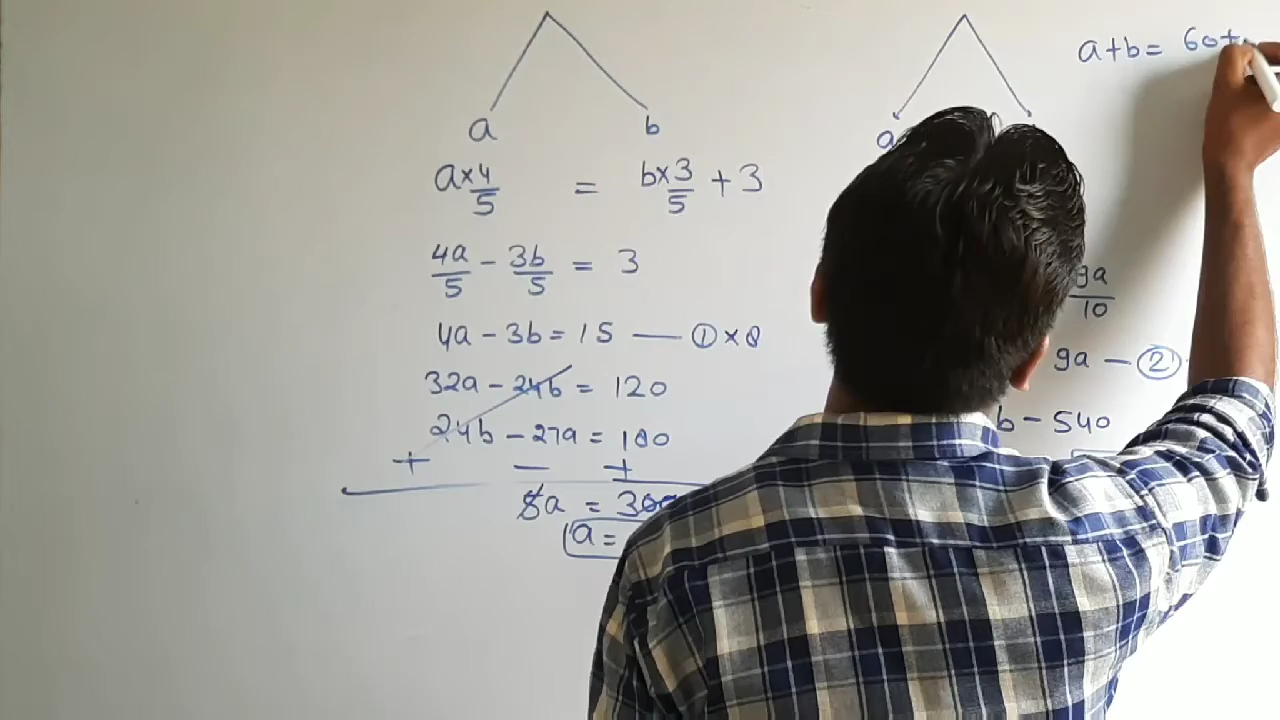 a b
a×4/5 = b×3/5 + 3
4a/5 - 3b/5 = 3
4a - 3b = 15 — ① × 8
32a - 24b = 120
24b - 27a = 180
+ — +
5a = 300
a =
a
a+b= 60+
9a/10
9a — ②
b - 540